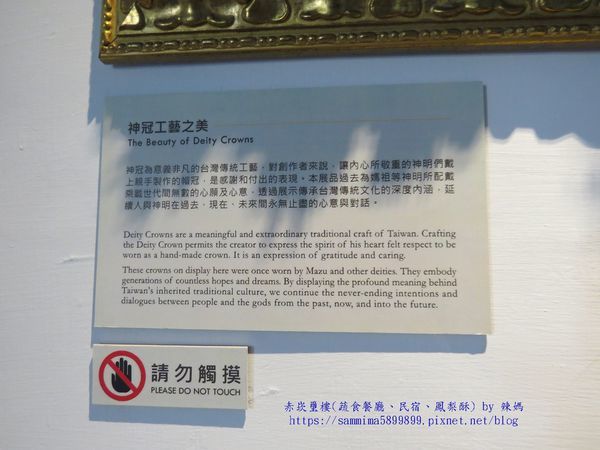 神冠工藝之美
The Beauty of Deity Crowns
神冠為意義非凡的台灣傳統工藝，對創作者來說，讓內心所敬重的神明們戴
上親手製作的帽冠，是感謝和付出的表現。本展品過去為媽祖等神明所配戴
乘載世代間無數的心願及心意，透過展示傳承台灣傳統文化的深度內涵，延
續人與神明在過去、現在、未來間永無止盡的心意與對話。
Deity Crowns are a meaningful and extraordinary traditional craft of Taiwan. Crafting
the Deity Crown permits the creator to express the spirit of his heart felt respect to be
worn as a hand-made crown. It is an expression of gratitude and caring.
These crowns on display here were once worn by Mazu and other deities. They embody
generations of countless hopes and dreams. By displaying the profound meaning behind
Taiwan's inherited traditional culture, we continue the never-ending intentions and
dialogues between people and the gods from the past, now, and into the future.
請勿觸摸
PLEASE DO NOT TOUCH
赤崁璽樓(蔬食餐廳、民宿、鳳梨酥) by 辣媽
https://sammima5899899.pixnet.net/blog